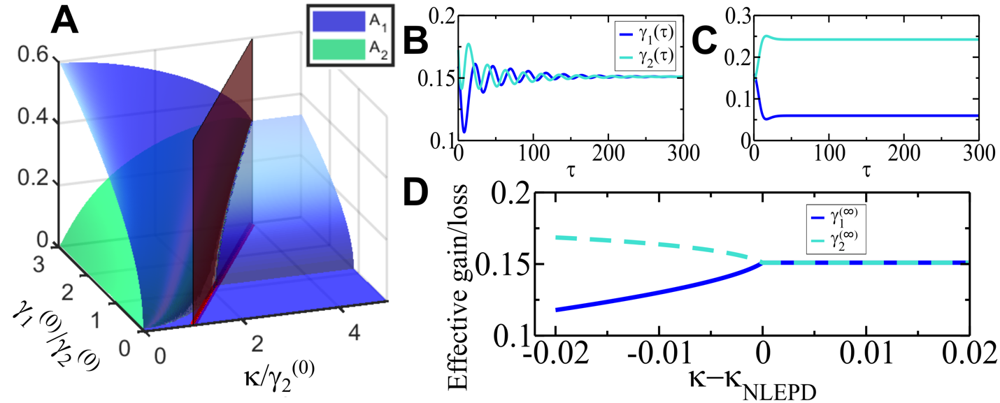 A
A₁
A₂
0.6
0.4
0.2
0
3
2
1
0
0
2
4
γ₁⁽⁰⁾/γ₂⁽⁰⁾
κ/γ₂⁽⁰⁾
B
0.2
0.15
0.1
γ₁(τ)
γ₂(τ)
0 100 200 300
τ
C
0.3
0.2
0.1
0
0 100 200 300
τ
D
Effective gain/loss
0.2
0.15
0.1
γ₁⁽∞⁾
γ₂⁽∞⁾
-0.02 -0.01 0 0.01 0.02
κ−κNLEPD